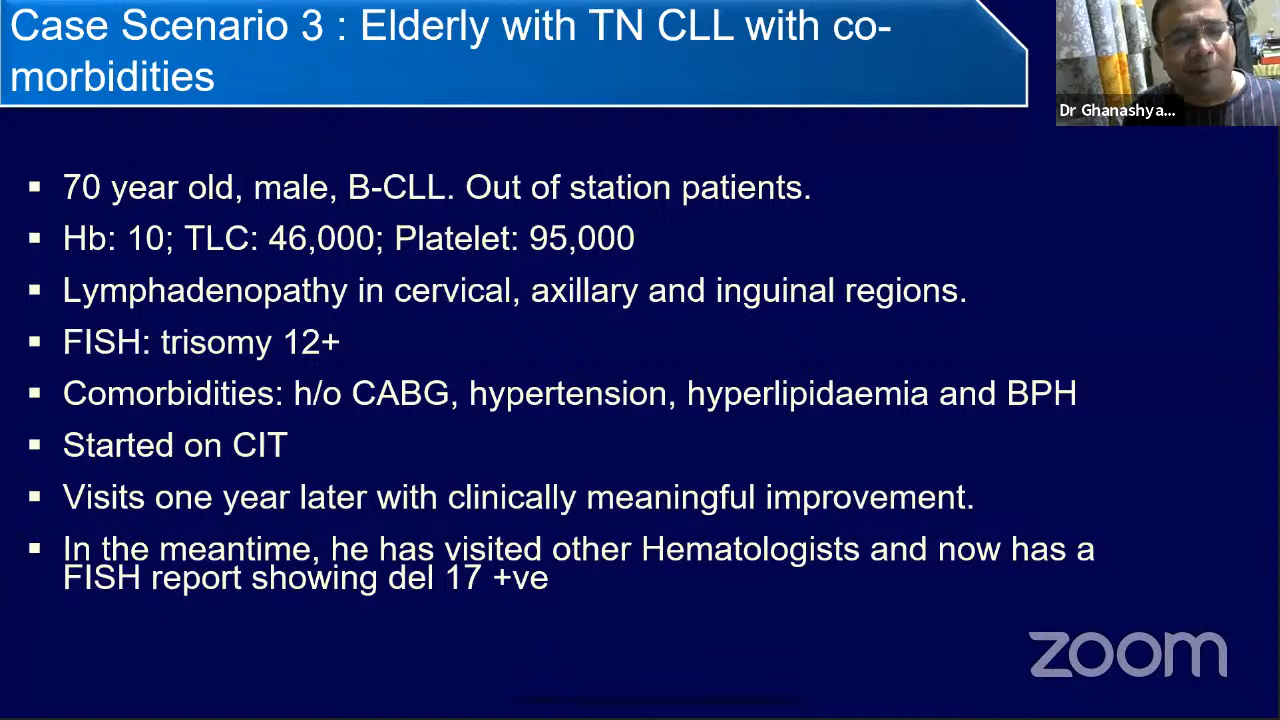 Case Scenario 3 : Elderly with TN CLL with co-
morbidities
Dr Ghanashya...
▪ 70 year old, male, B-CLL. Out of station patients.
▪ Hb: 10; TLC: 46,000; Platelet: 95,000
▪ Lymphadenopathy in cervical, axillary and inguinal regions.
▪ FISH: trisomy 12+
▪ Comorbidities: h/o CABG, hypertension, hyperlipidaemia and BPH
▪ Started on CIT
▪ Visits one year later with clinically meaningful improvement.
▪ In the meantime, he has visited other Hematologists and now has a
FISH report showing del 17 +ve
zoom